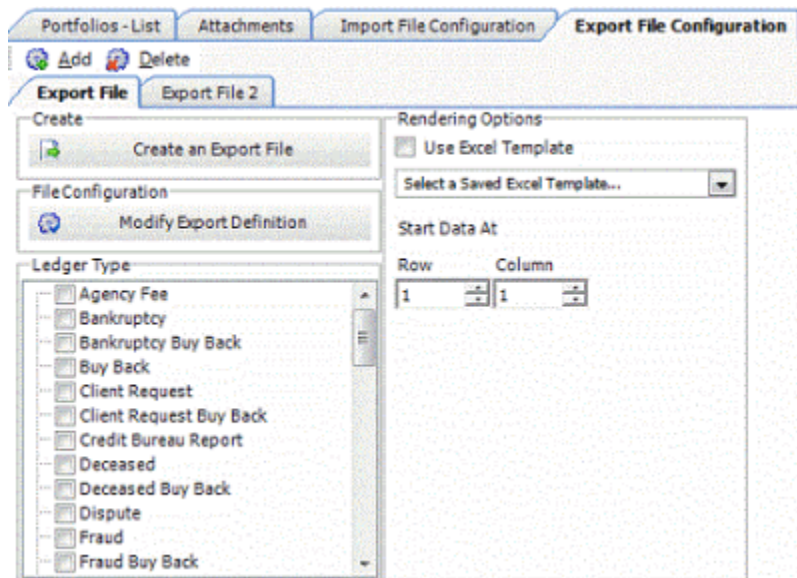 Portfolios - List Attachments Import File Configuration Export File Configuration
Add Delete
Export File Export File 2
Create
Create an Export File
File Configuration
Modify Export Definition
Ledger Type
Agency Fee
Bankruptcy
Bankruptcy Buy Back
Buy Back
Client Request
Client Request Buy Back
Credit Bureau Report
Deceased
Deceased Buy Back
Dispute
Fraud
Fraud Buy Back
Rendering Options
Use Excel Template
Select a Saved Excel Template...
Start Data At
Row Column
1 1